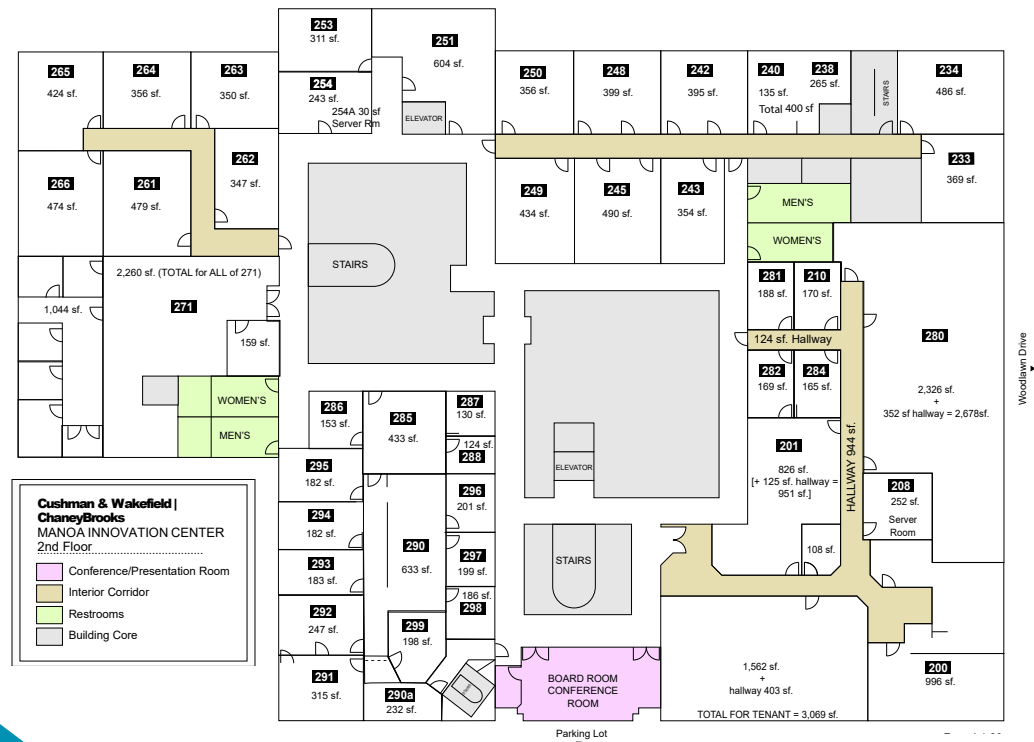 253
311 sf.
251
604 sf.
254
243 sf.
254A 30 sf
Server Rm
ELEVATOR
265
424 sf.
264
356 sf.
263
350 sf.
250
356 sf.
248
399 sf.
242
395 sf.
240
135 sf.
238
265 sf.
Total 400 sf
STAIRS
234
486 sf.
262
347 sf.
266
474 sf.
261
479 sf.
249
434 sf.
245
490 sf.
243
354 sf.
233
369 sf.
MEN'S
WOMEN'S
STAIRS
2,260 sf. (TOTAL for ALL of 271)
271
1,044 sf.
159 sf.
WOMEN'S
MEN'S
281
188 sf.
210
170 sf.
124 sf. Hallway
282
169 sf.
284
165 sf.
280
2,326 sf.
+
352 sf hallway = 2,678sf.
Woodlawn Drive
HALLWAY 944 sf.
201
826 sf.
[+ 125 sf. hallway =
951 sf.]
208
252 sf.
Server
Room
108 sf.
286
153 sf.
285
433 sf.
287
130 sf.
124 sf.
288
295
182 sf.
296
201 sf.
294
182 sf.
290
633 sf.
297
199 sf.
293
183 sf.
186 sf.
298
292
247 sf.
299
198 sf.
291
315 sf.
290a
232 sf.
ELEVATOR
STAIRS
BOARD ROOM
CONFERENCE
ROOM
1,562 sf.
+
hallway 403 sf.
TOTAL FOR TENANT = 3,069 sf.
200
996 sf.
Parking Lot
Cushman & Wakefield |
ChaneyBrooks
MANOA INNOVATION CENTER
2nd Floor
Conference/Presentation Room
Interior Corridor
Restrooms
Building Core